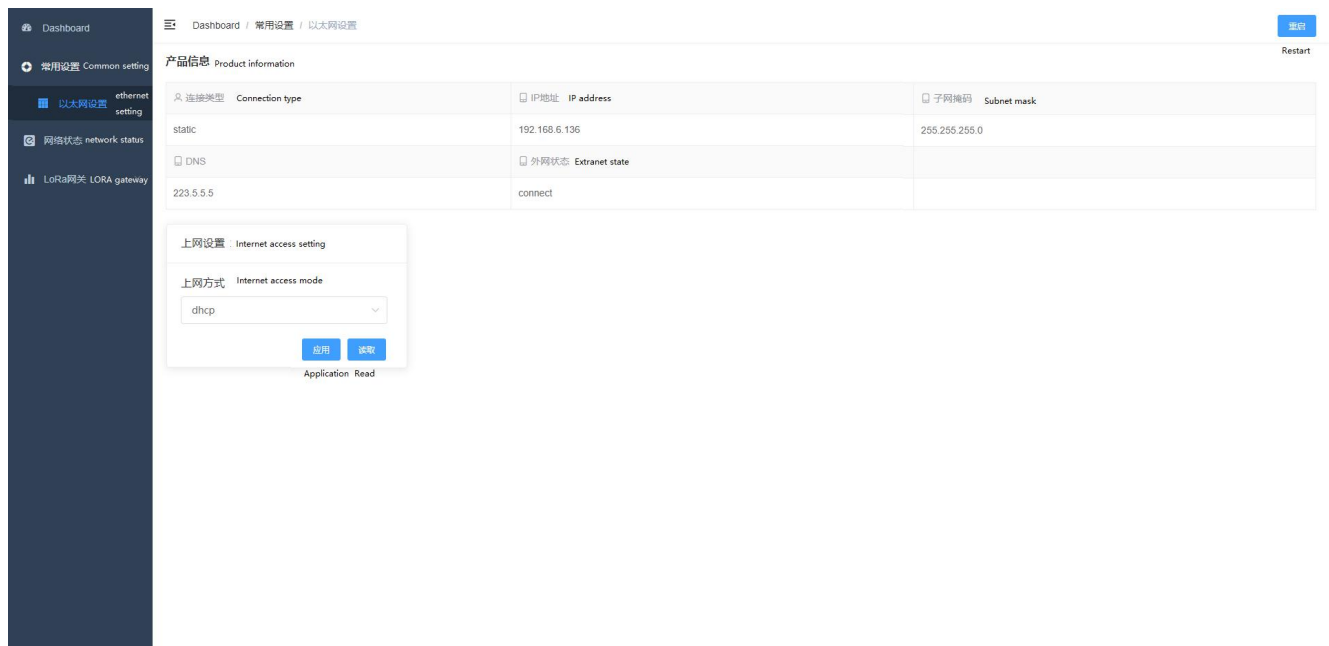 Dashboard
常用设置 Common setting
以太网设置 ethernet setting
网络状态 network status
LoRa网关 LORA gateway
Dashboard / 常用设置 / 以太网设置
重启
Restart
产品信息 Product information
连接类型 Connection type IP地址 IP address 子网掩码 Subnet mask
static 192.168.6.136 255.255.255.0
DNS 外网状态 Extranet state
223.5.5.5 connect
上网设置 : Internet access setting
上网方式 Internet access mode
dhcp
应用 读取
Application Read